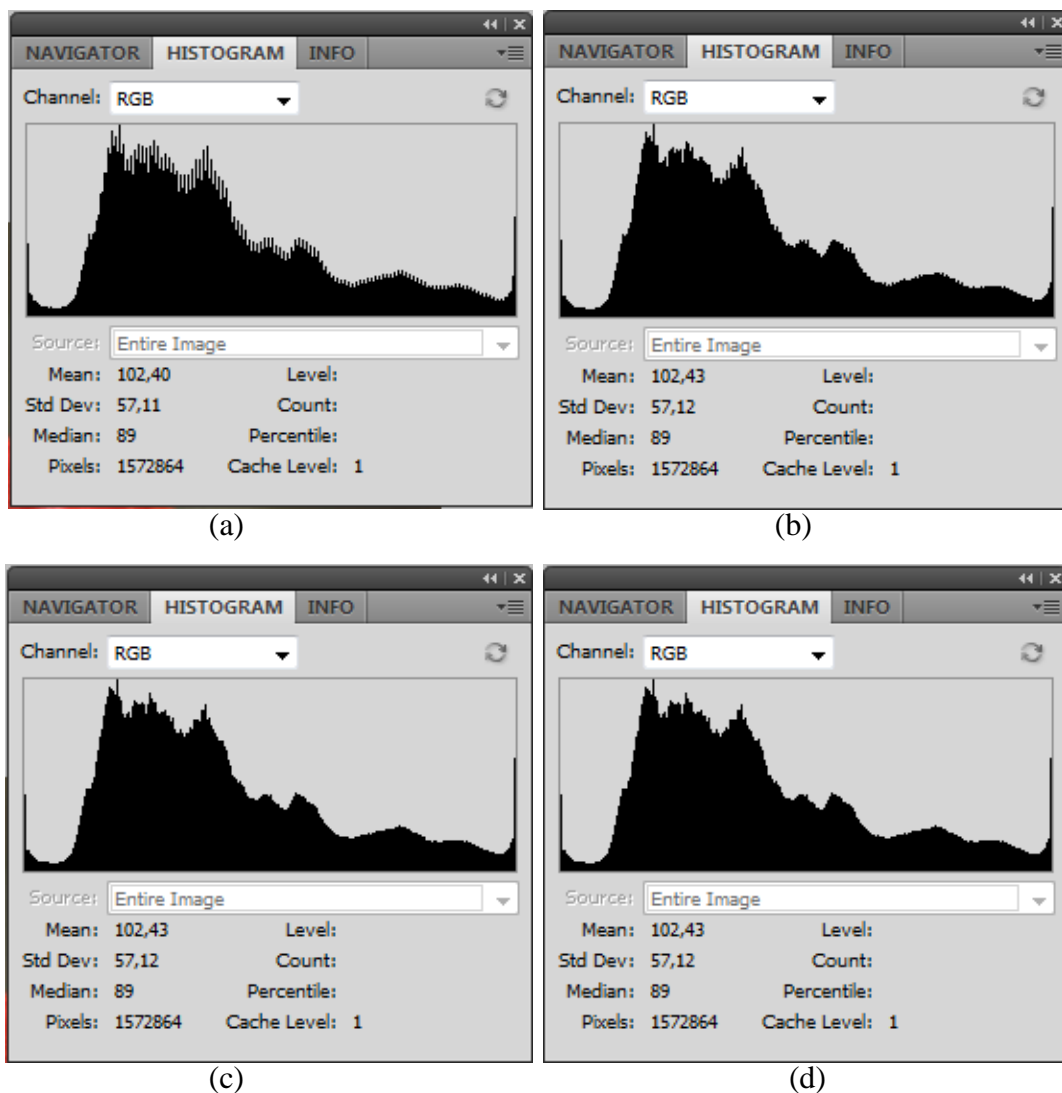 NAVIGATOR HISTOGRAM INFO
Channel: RGB
Source: Entire Image
Mean: 102,40 Level:
Std Dev: 57,11 Count:
Median: 89 Percentile:
Pixels: 1572864 Cache Level: 1
(a)
NAVIGATOR HISTOGRAM INFO
Channel: RGB
Source: Entire Image
Mean: 102,43 Level:
Std Dev: 57,12 Count:
Median: 89 Percentile:
Pixels: 1572864 Cache Level: 1
(b)
NAVIGATOR HISTOGRAM INFO
Channel: RGB
Source: Entire Image
Mean: 102,43 Level:
Std Dev: 57,12 Count:
Median: 89 Percentile:
Pixels: 1572864 Cache Level: 1
(c)
NAVIGATOR HISTOGRAM INFO
Channel: RGB
Source: Entire Image
Mean: 102,43 Level:
Std Dev: 57,12 Count:
Median: 89 Percentile:
Pixels: 1572864 Cache Level: 1
(d)